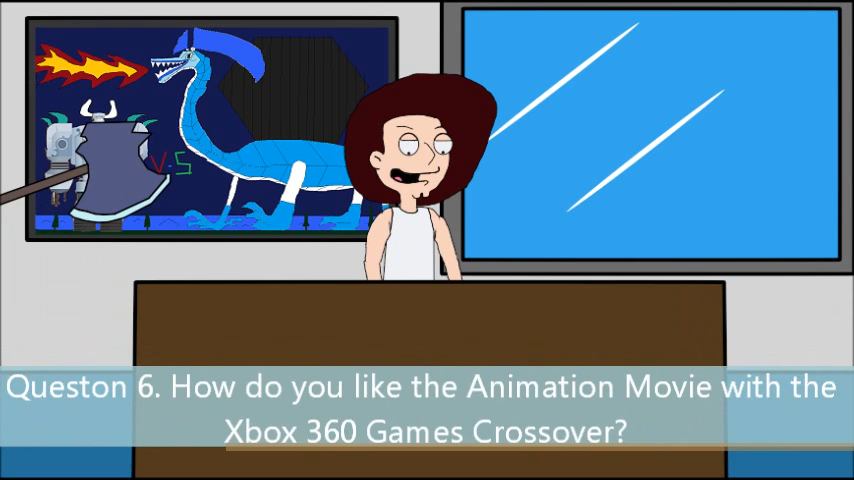 V.S
Queston 6. How do you like the Animation Movie with the
Xbox 360 Games Crossover?